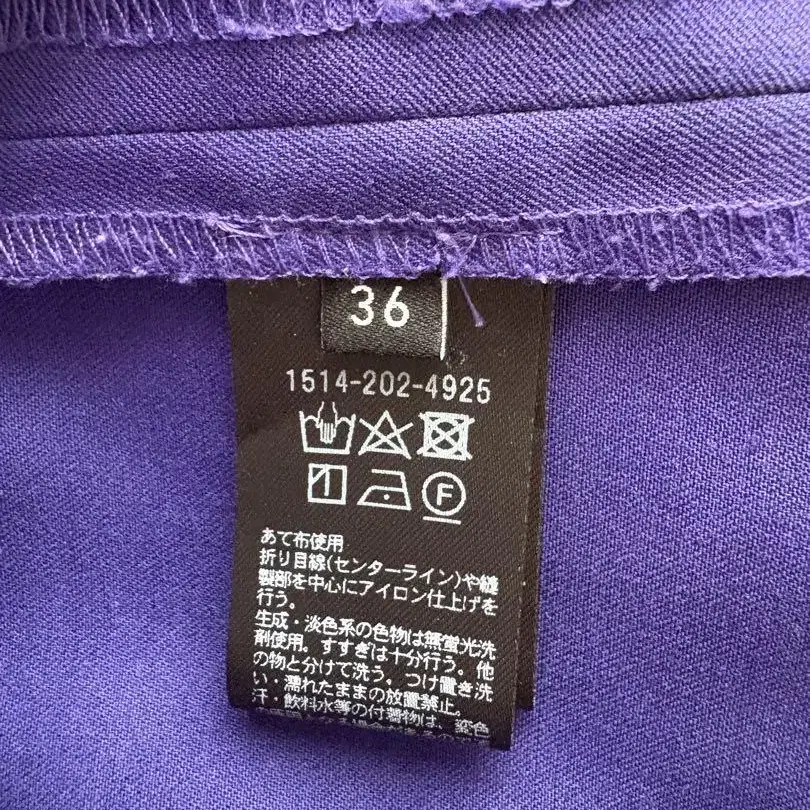 36
1514-202-4925
F
あて布使用
折り目線(センターライン)や縫
製部を中心にアイロン仕上げを
行う。
生成・淡色系の色物は無蛍光洗
剤使用。すすぎは十分行う。他
の物と分けて洗う。つけ置き洗
い・濡れたままの放置禁止。
汗・飲料水等の付着物は、変色